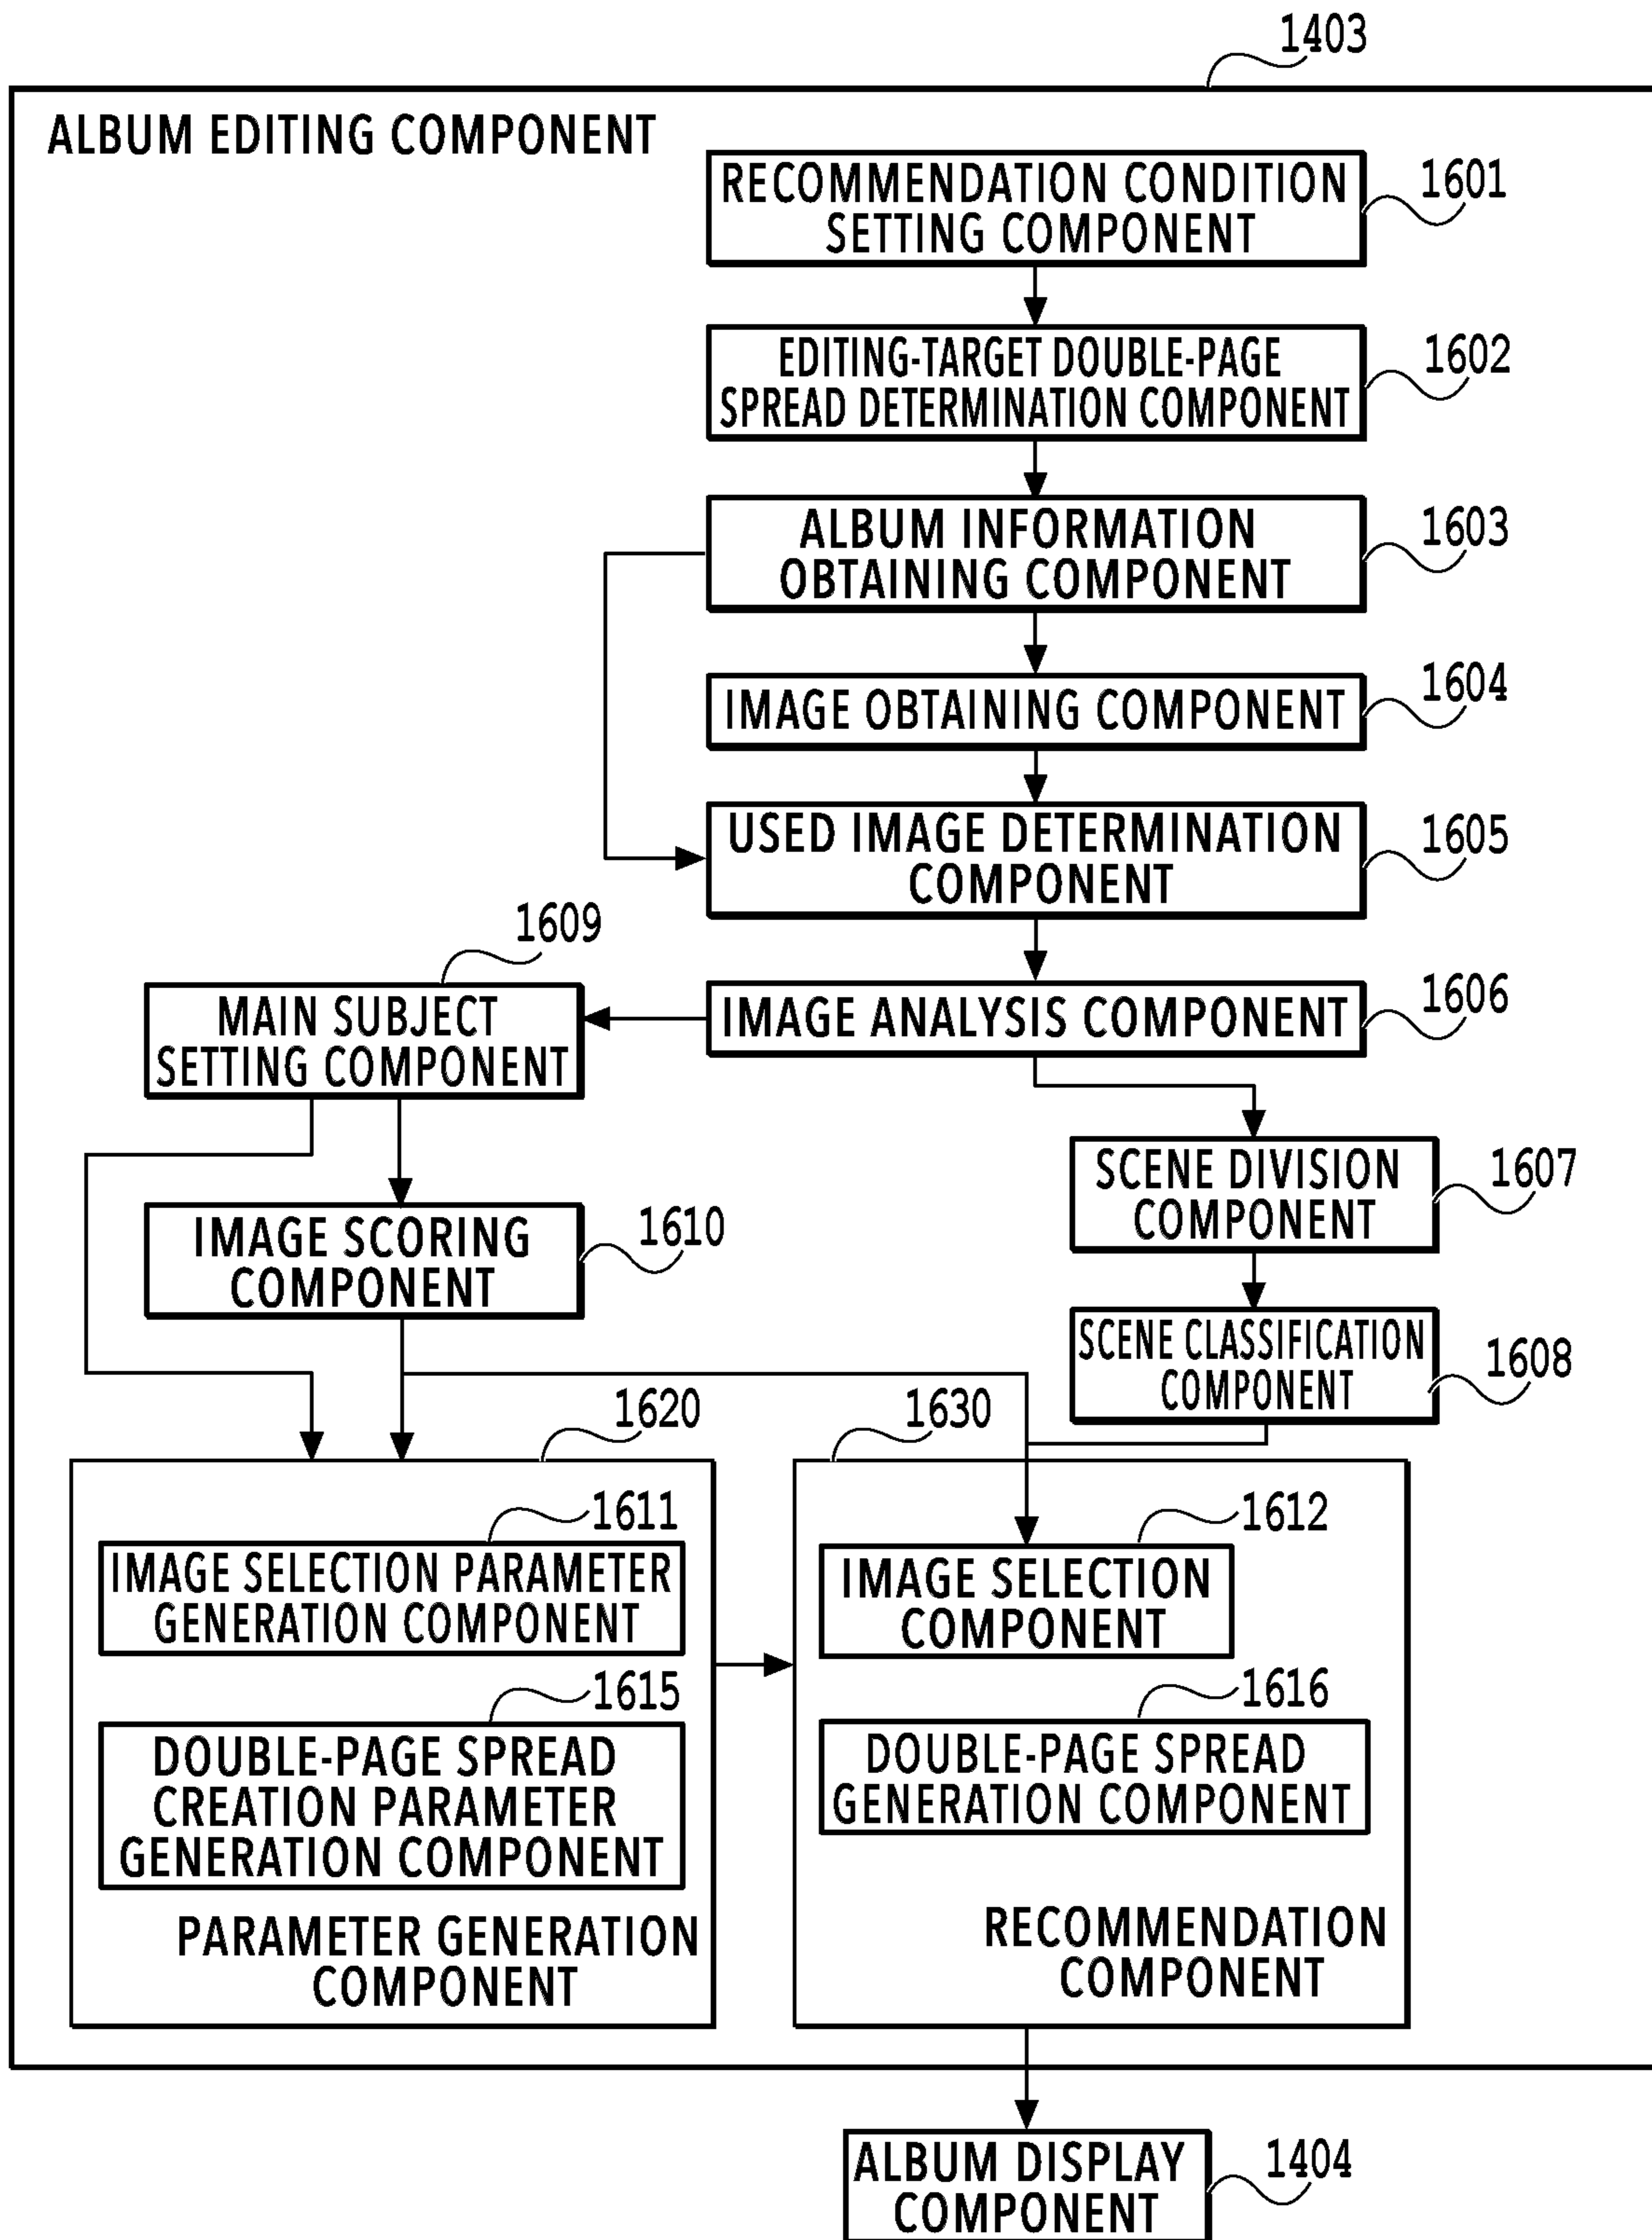 1403
ALBUM EDITING COMPONENT
RECOMMENDATION CONDITION
SETTING COMPONENT
1601
EDITING-TARGET DOUBLE-PAGE
SPREAD DETERMINATION COMPONENT
1602
ALBUM INFORMATION
OBTAINING COMPONENT
1603
IMAGE OBTAINING COMPONENT
1604
USED IMAGE DETERMINATION
COMPONENT
1605
1609
MAIN SUBJECT
SETTING COMPONENT
IMAGE ANALYSIS COMPONENT
1606
SCENE DIVISION
COMPONENT
1607
IMAGE SCORING
COMPONENT
1610
SCENE CLASSIFICATION
COMPONENT
1608
1620
1630
1611
IMAGE SELECTION PARAMETER
GENERATION COMPONENT
1612
IMAGE SELECTION
COMPONENT
1615
DOUBLE-PAGE SPREAD
CREATION PARAMETER
GENERATION COMPONENT
1616
DOUBLE-PAGE SPREAD
GENERATION COMPONENT
PARAMETER GENERATION
COMPONENT
RECOMMENDATION
COMPONENT
ALBUM DISPLAY
COMPONENT
1404